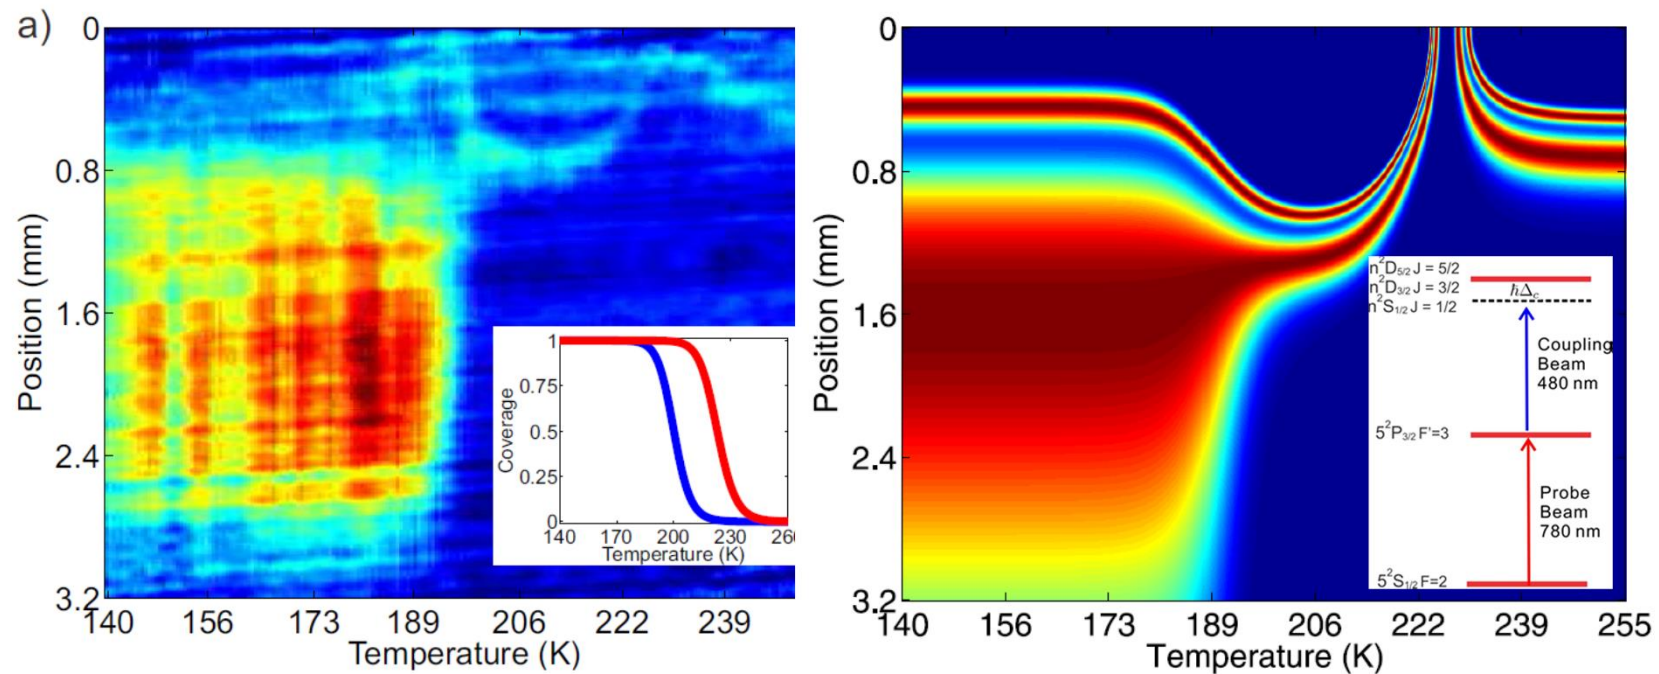 a)
0
0.8
1.6
2.4
3.2
Position (mm)
140 156 173 189 206 222 239
Temperature (K)
1
0.75
0.5
0.25
0
Coverage
140 170 200 230 26
Temperature (K)
0
0.8
1.6
2.4
3.2
Position (mm)
140 156 173 189 206 222 239 255
Temperature (K)
n²D₅/₂ J = 5/2
n²D₃/₂ J = 3/2
n²S₁/₂ J = 1/2
ℏΔc
Coupling
Beam
480 nm
5²P₃/₂ F'=3
Probe
Beam
780 nm
5²S₁/₂ F=2